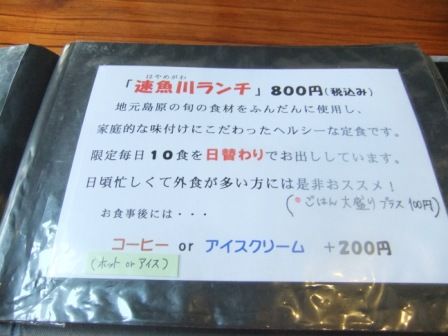 はやめがわ
「速魚川ランチ」800円(税込み)
地元島原の旬の食材をふんだんに使用し、
家庭的な味付けにこだわったヘルシーな定食です。
限定毎日10食を日替わりでお出ししています。
日頃忙しくて外食が多い方には是非おススメ！
(※ごはん大盛りプラス100円)
お食事後には・・・
コーヒー or アイスクリーム +200円
(ホット or アイス)